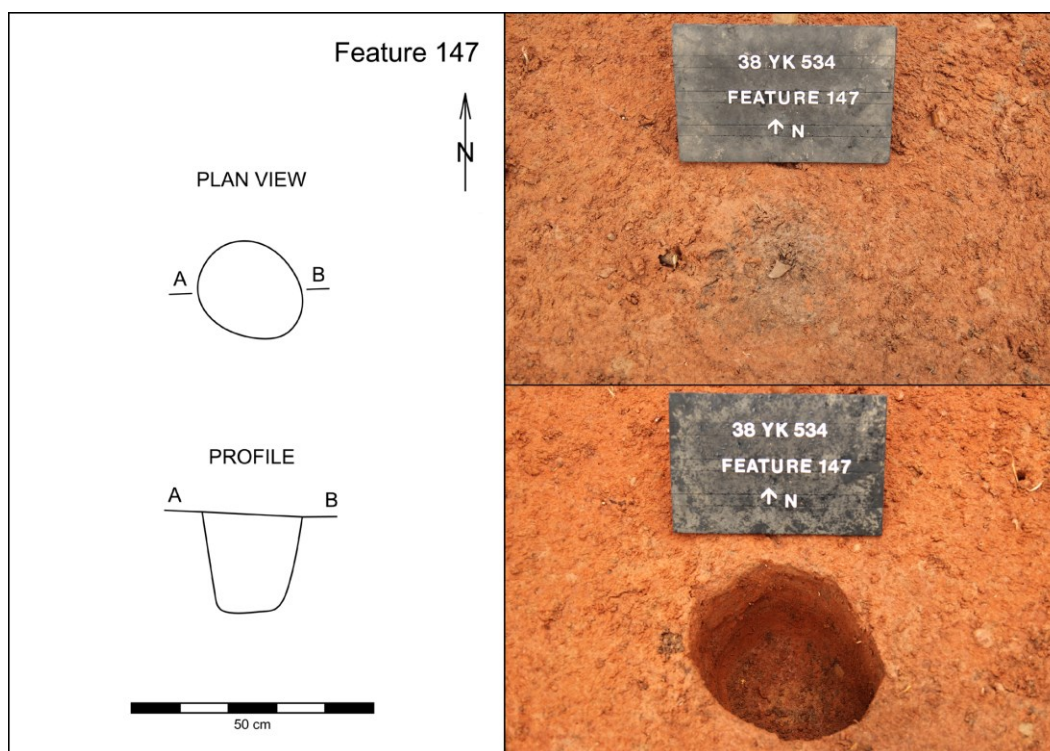 Feature 147
N
PLAN VIEW
A
B
PROFILE
A
B
50 cm
38 YK 534
FEATURE 147
↑ N
38 YK 534
FEATURE 147
↑ N